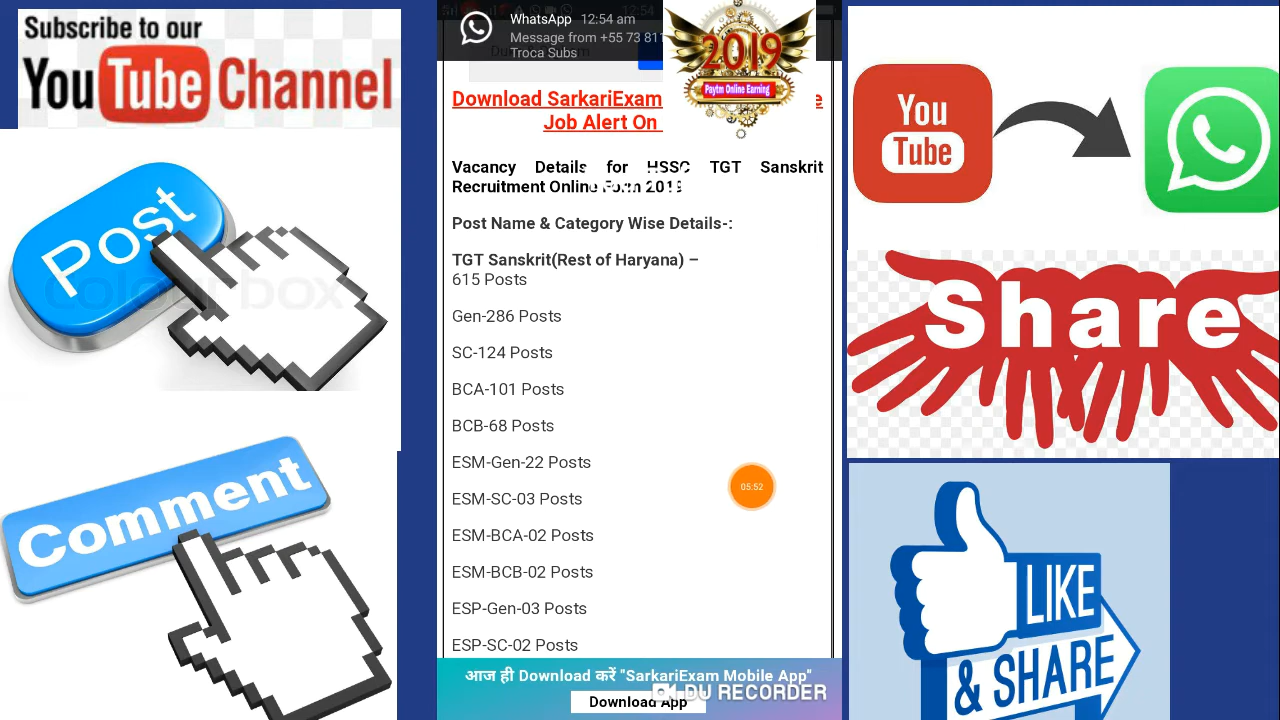 Subscribe to our
YouTube Channel
Post
colourbox
Comment
WhatsApp 12:54 am
Message from +55 73 811
Troca Subs
2019
Paytm Online Earning
Download SarkariExam
Job Alert On
Vacancy Details for HSSC TGT Sanskrit
Recruitment Online Form 2019
Post Name & Category Wise Details-:
TGT Sanskrit(Rest of Haryana) –
615 Posts
Gen-286 Posts
SC-124 Posts
BCA-101 Posts
BCB-68 Posts
ESM-Gen-22 Posts
ESM-SC-03 Posts
ESM-BCA-02 Posts
ESM-BCB-02 Posts
ESP-Gen-03 Posts
ESP-SC-02 Posts
05:52
आज ही Download करें "SarkariExam Mobile App"
Download App
DU RECORDER
You
Tube
Share
LIKE
& SHARE